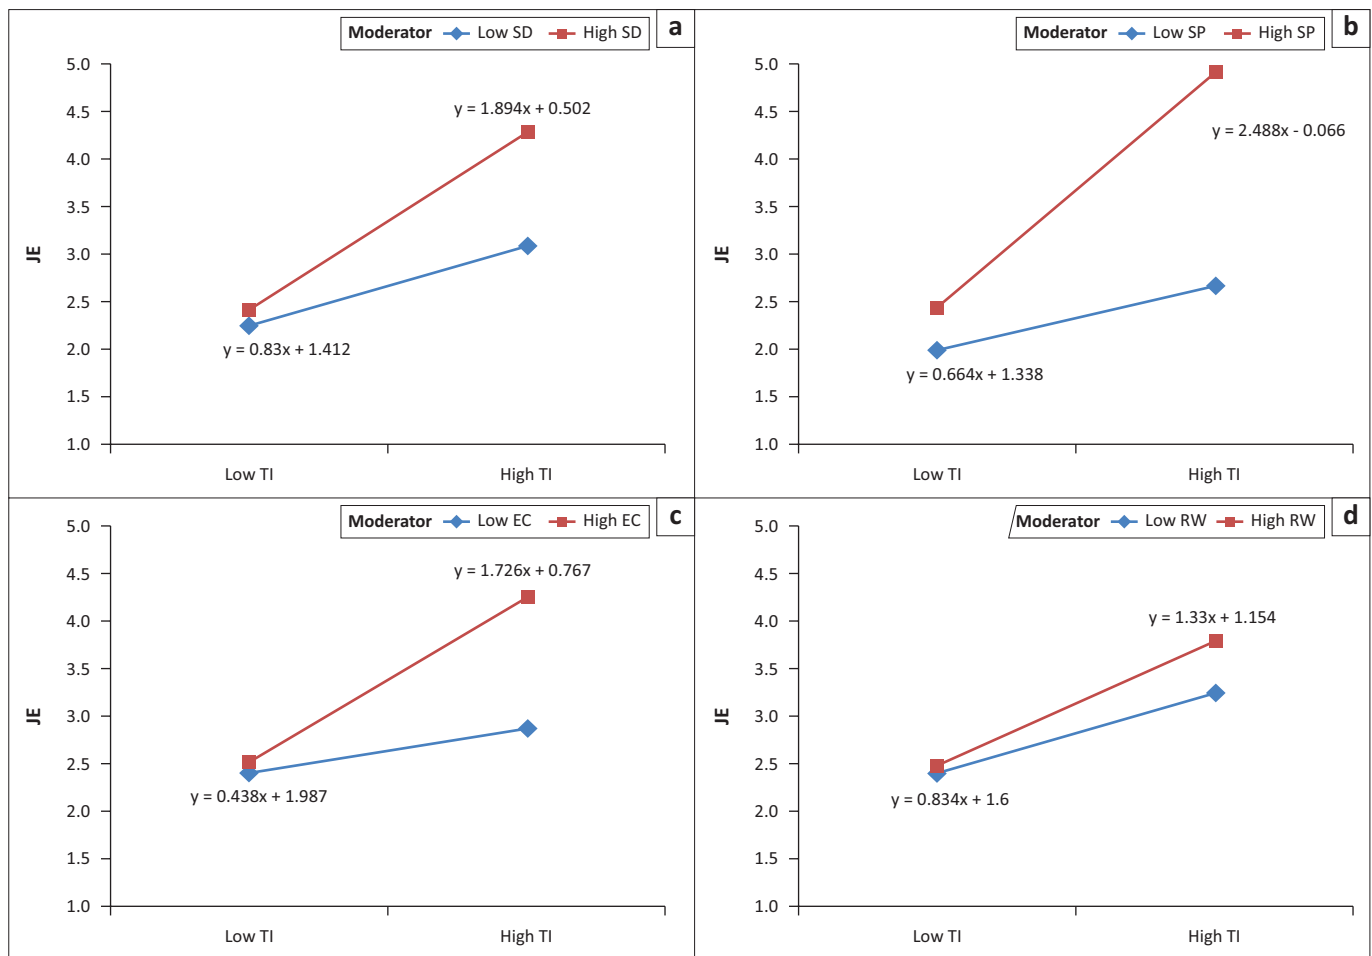 Moderator Low SD High SD a
5.0
4.5
4.0
3.5
3.0
2.5
2.0
1.5
1.0
JE
y = 1.894x + 0.502
y = 0.83x + 1.412
Low TI High TI
Moderator Low SP High SP b
5.0
4.5
4.0
3.5
3.0
2.5
2.0
1.5
1.0
JE
y = 2.488x - 0.066
y = 0.664x + 1.338
Low TI High TI
Moderator Low EC High EC c
5.0
4.5
4.0
3.5
3.0
2.5
2.0
1.5
1.0
JE
y = 1.726x + 0.767
y = 0.438x + 1.987
Low TI High TI
Moderator Low RW High RW d
5.0
4.5
4.0
3.5
3.0
2.5
2.0
1.5
1.0
JE
y = 1.33x + 1.154
y = 0.834x + 1.6
Low TI High TI